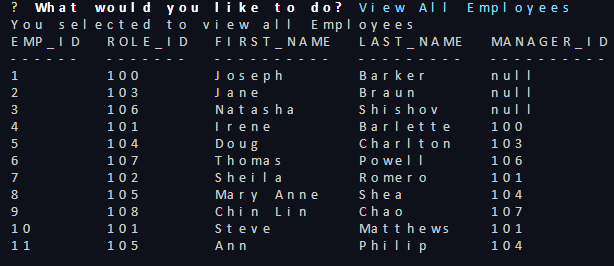 ? What would you like to do? View All Employees
You selected to view all Employees
EMP_ID ROLE_ID FIRST_NAME LAST_NAME MANAGER_ID
------ ------- ---------- --------- ----------
1 100 Joseph Barker null
2 103 Jane Braun null
3 106 Natasha Shishov null
4 101 Irene Barlette 100
5 104 Doug Charlton 103
6 107 Thomas Powell 106
7 102 Sheila Romero 101
8 105 Mary Anne Shea 104
9 108 Chin Lin Chao 107
10 101 Steve Matthews 101
11 105 Ann Philip 104